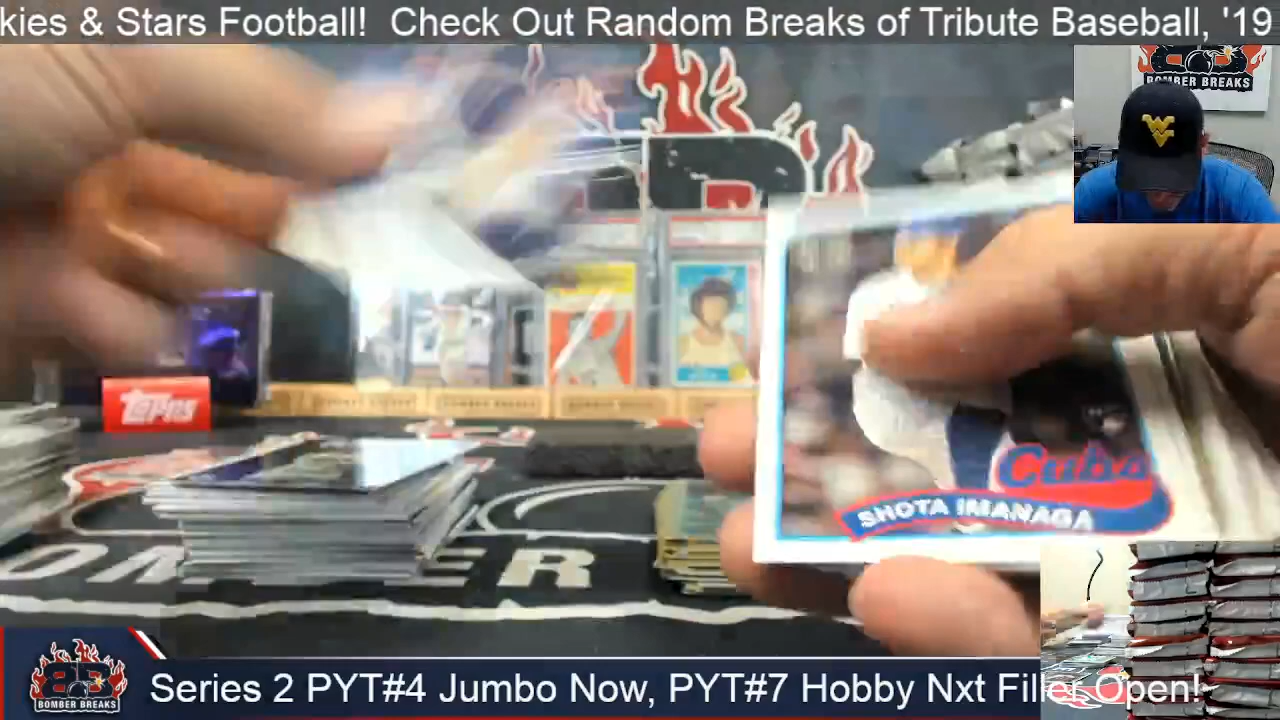 kies & Stars Football!  Check Out Random Breaks of Tribute Baseball, '19
BOMBER BREAKS
TOPPS
Cubs
SHOTA IMANAGA
BOMBER BREAKS
Series 2 PYT#4 Jumbo Now, PYT#7 Hobby Nxt Filler Open!